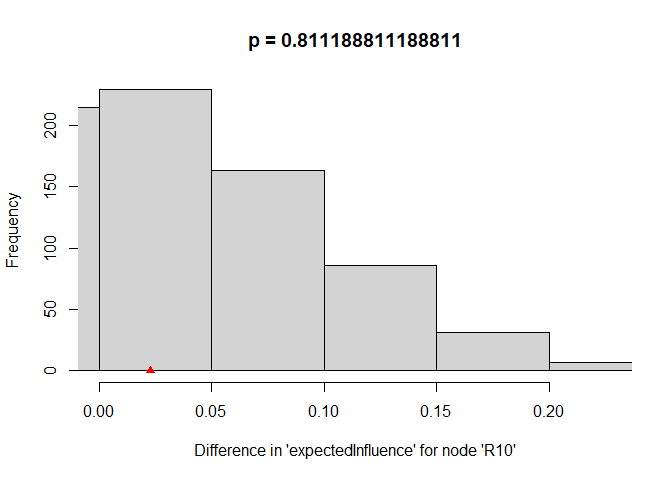 p = 0.811188811188811
Frequency
200
150
100
50
0
0.00 0.05 0.10 0.15 0.20
Difference in 'expectedInfluence' for node 'R10'